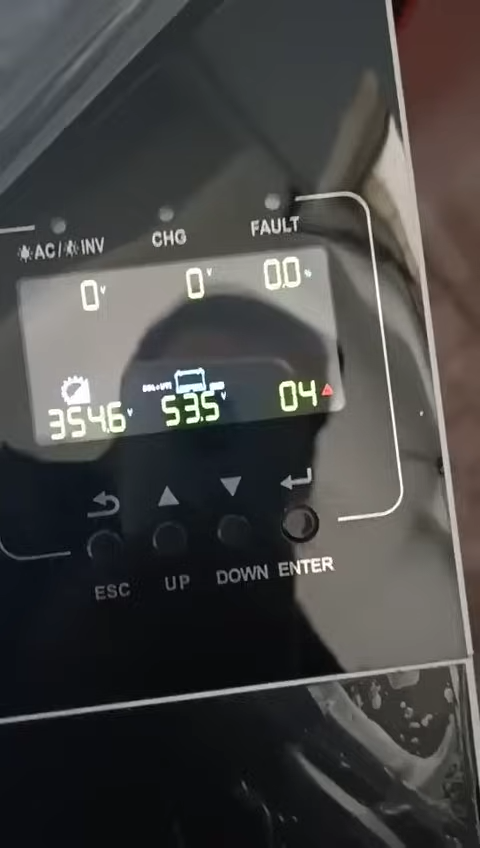 AC/ INV CHG FAULT
0V 0V 0.0%
354.6V 53.5V 04
ESC UP DOWN ENTER